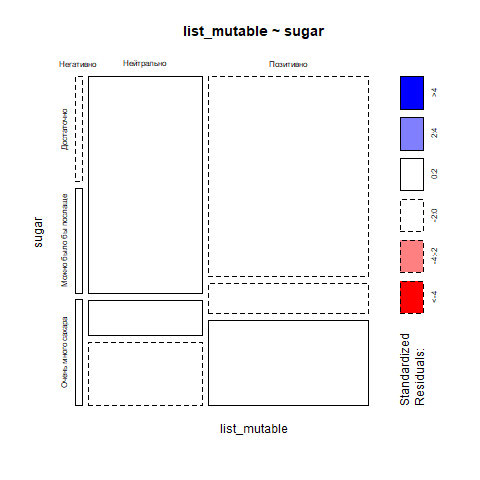 list_mutable ~ sugar
Негативно
Нейтрально
Позитивно
Достаточно
Можно было бы послаще
Очень много сахара
sugar
list_mutable
>4
2:4
0:2
-2:0
-4:-2
<-4
Standardized
Residuals: